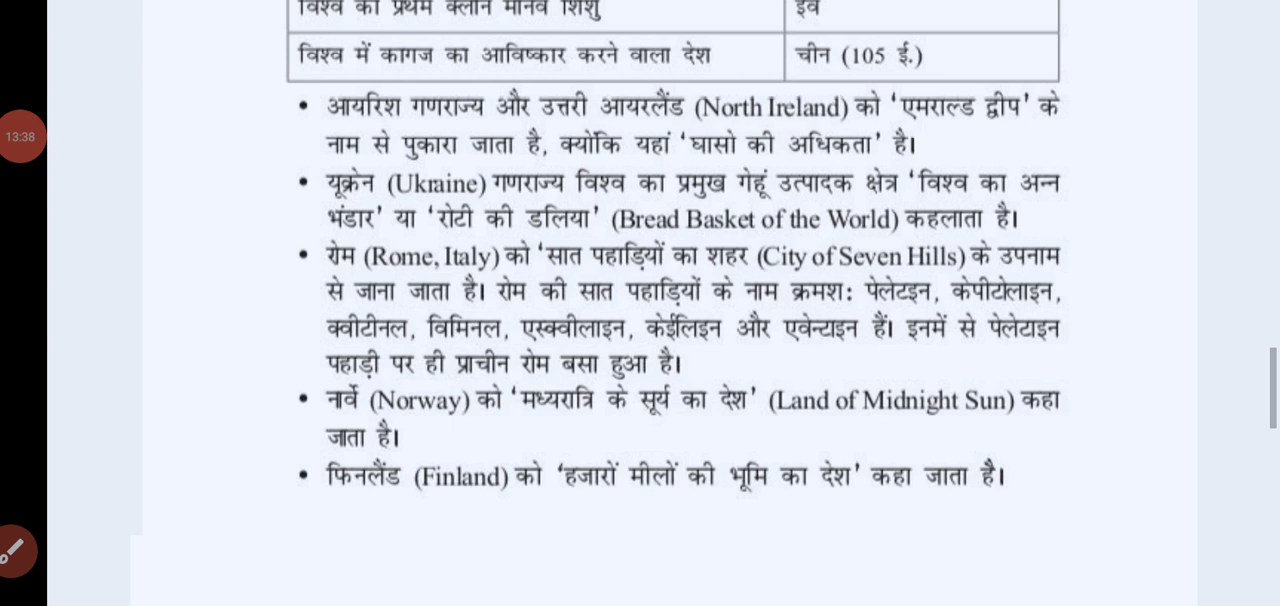 विश्व का प्रथम क्लोन मानव शिशु
ईव
विश्व में कागज का आविष्कार करने वाला देश
चीन (105 ई.)
• आयरिश गणराज्य और उत्तरी आयरलैंड (North Ireland) को ‘एमराल्ड द्वीप’ के
नाम से पुकारा जाता है, क्योंकि यहां ‘घासो की अधिकता’ है।
• यूक्रेन (Ukraine) गणराज्य विश्व का प्रमुख गेहूं उत्पादक क्षेत्र ‘विश्व का अन्न
भंडार’ या ‘रोटी की डलिया’ (Bread Basket of the World) कहलाता है।
• रोम (Rome, Italy) को ‘सात पहाड़ियों का शहर (City of Seven Hills) के उपनाम
से जाना जाता है। रोम की सात पहाड़ियों के नाम क्रमशः पेलेटइन, केपीटोलाइन,
क्वीटीनल, विमिनल, एस्क्वीलाइन, केईलिइन और एवेन्टाइन हैं। इनमें से पेलेटाइन
पहाड़ी पर ही प्राचीन रोम बसा हुआ है।
• नार्वे (Norway) को ‘मध्यरात्रि के सूर्य का देश’ (Land of Midnight Sun) कहा
जाता है।
• फिनलैंड (Finland) को ‘हजारों मीलों की भूमि का देश’ कहा जाता है।
13:38